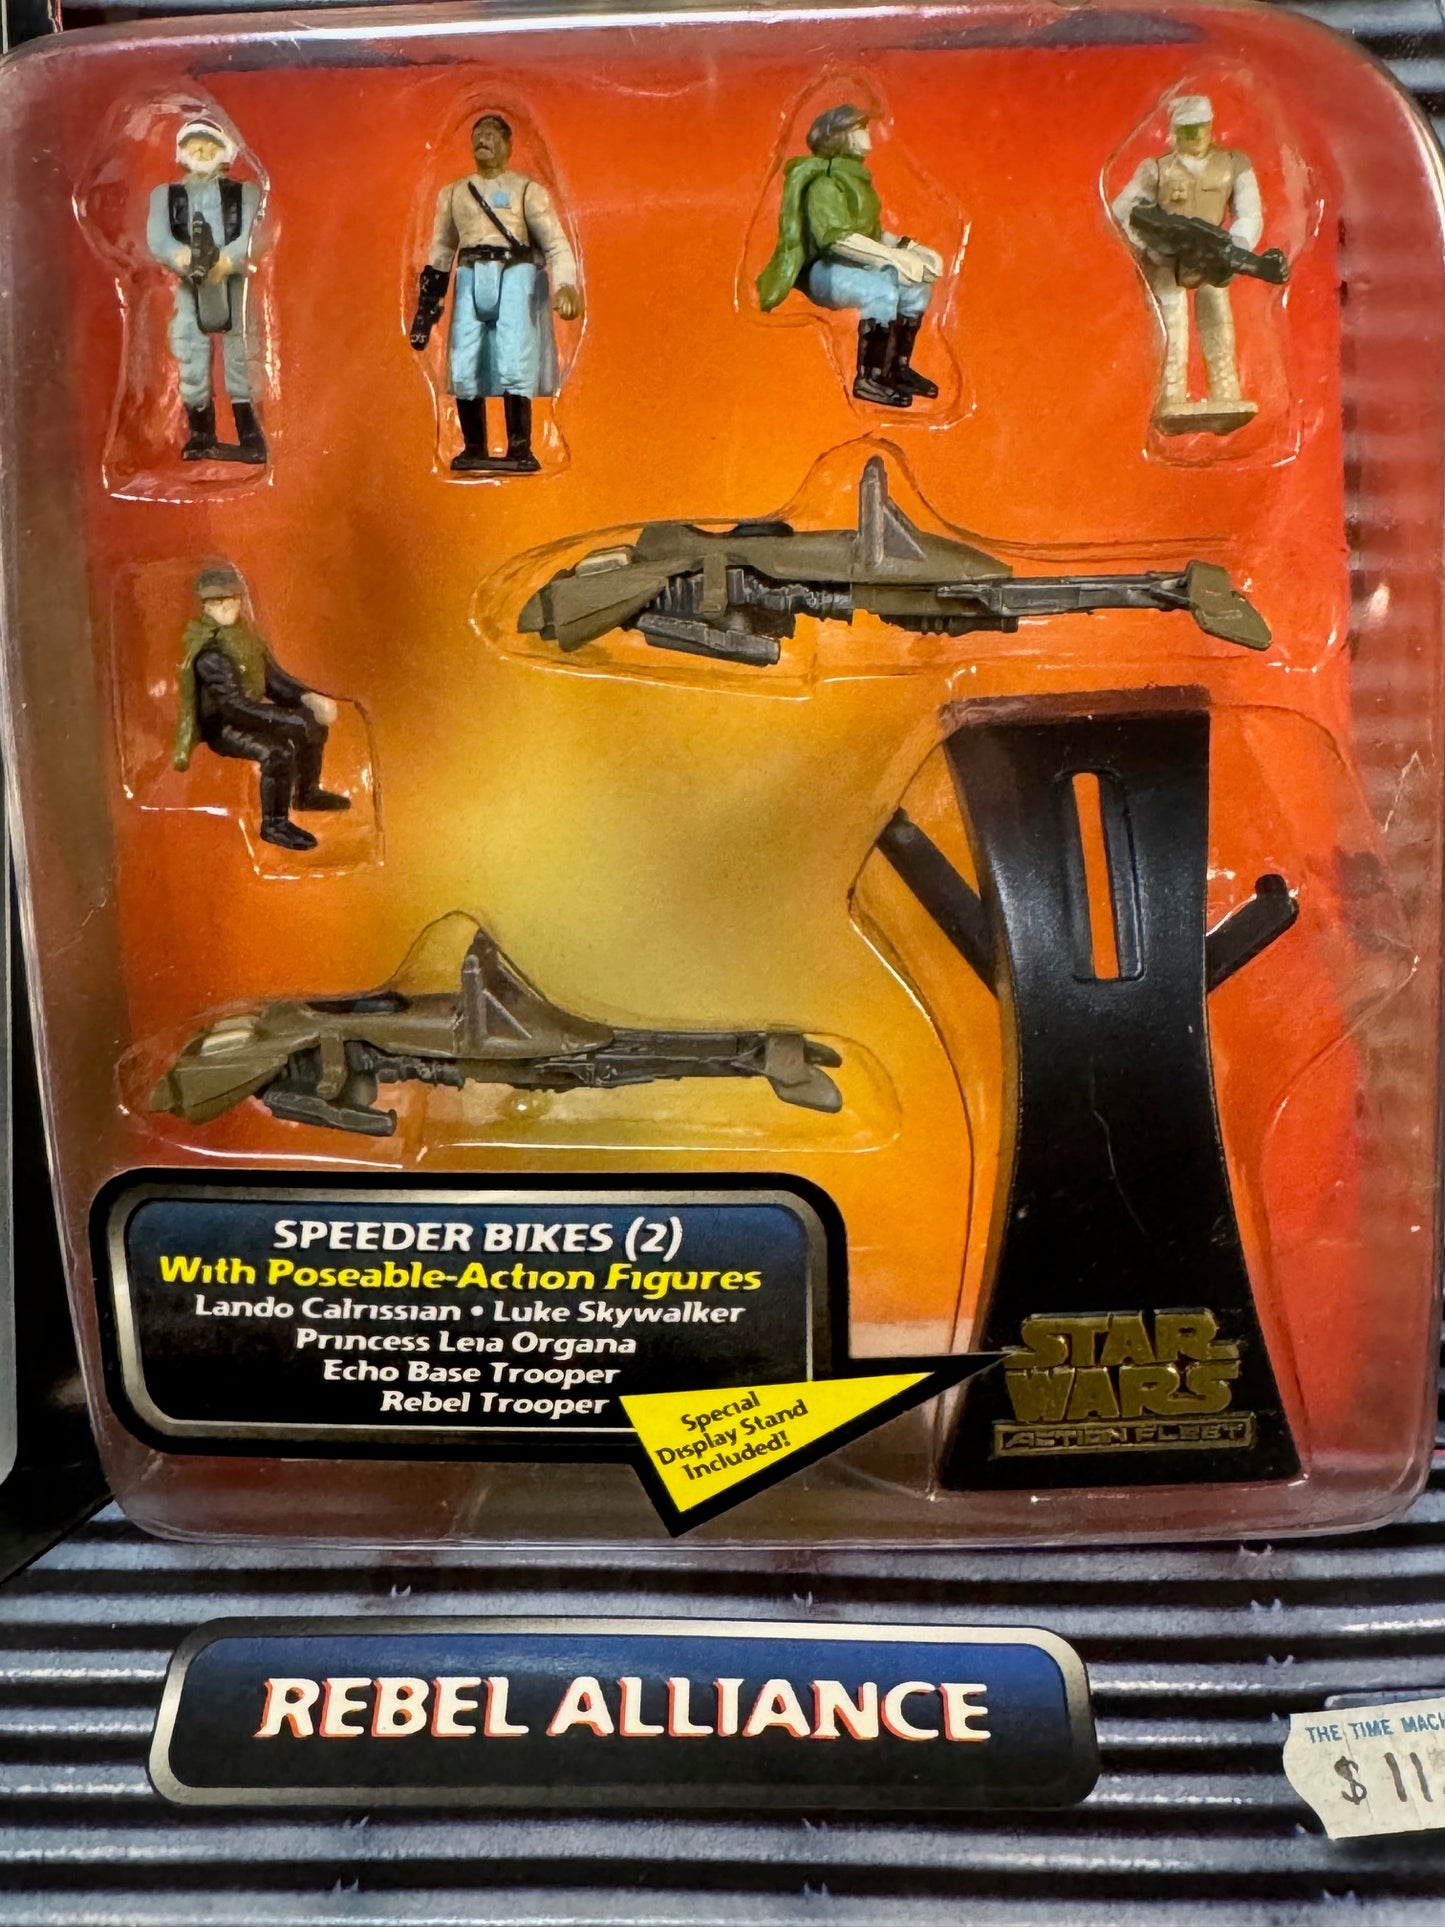 SPEEDER BIKES (2)
With Poseable-Action Figures
Lando Calrissian • Luke Skywalker
Princess Leia Organa
Echo Base Trooper
Rebel Trooper
Special
Display Stand
Included!
STAR
WARS
ACTION FLEET
REBEL ALLIANCE
THE TIME MACH
$ 11